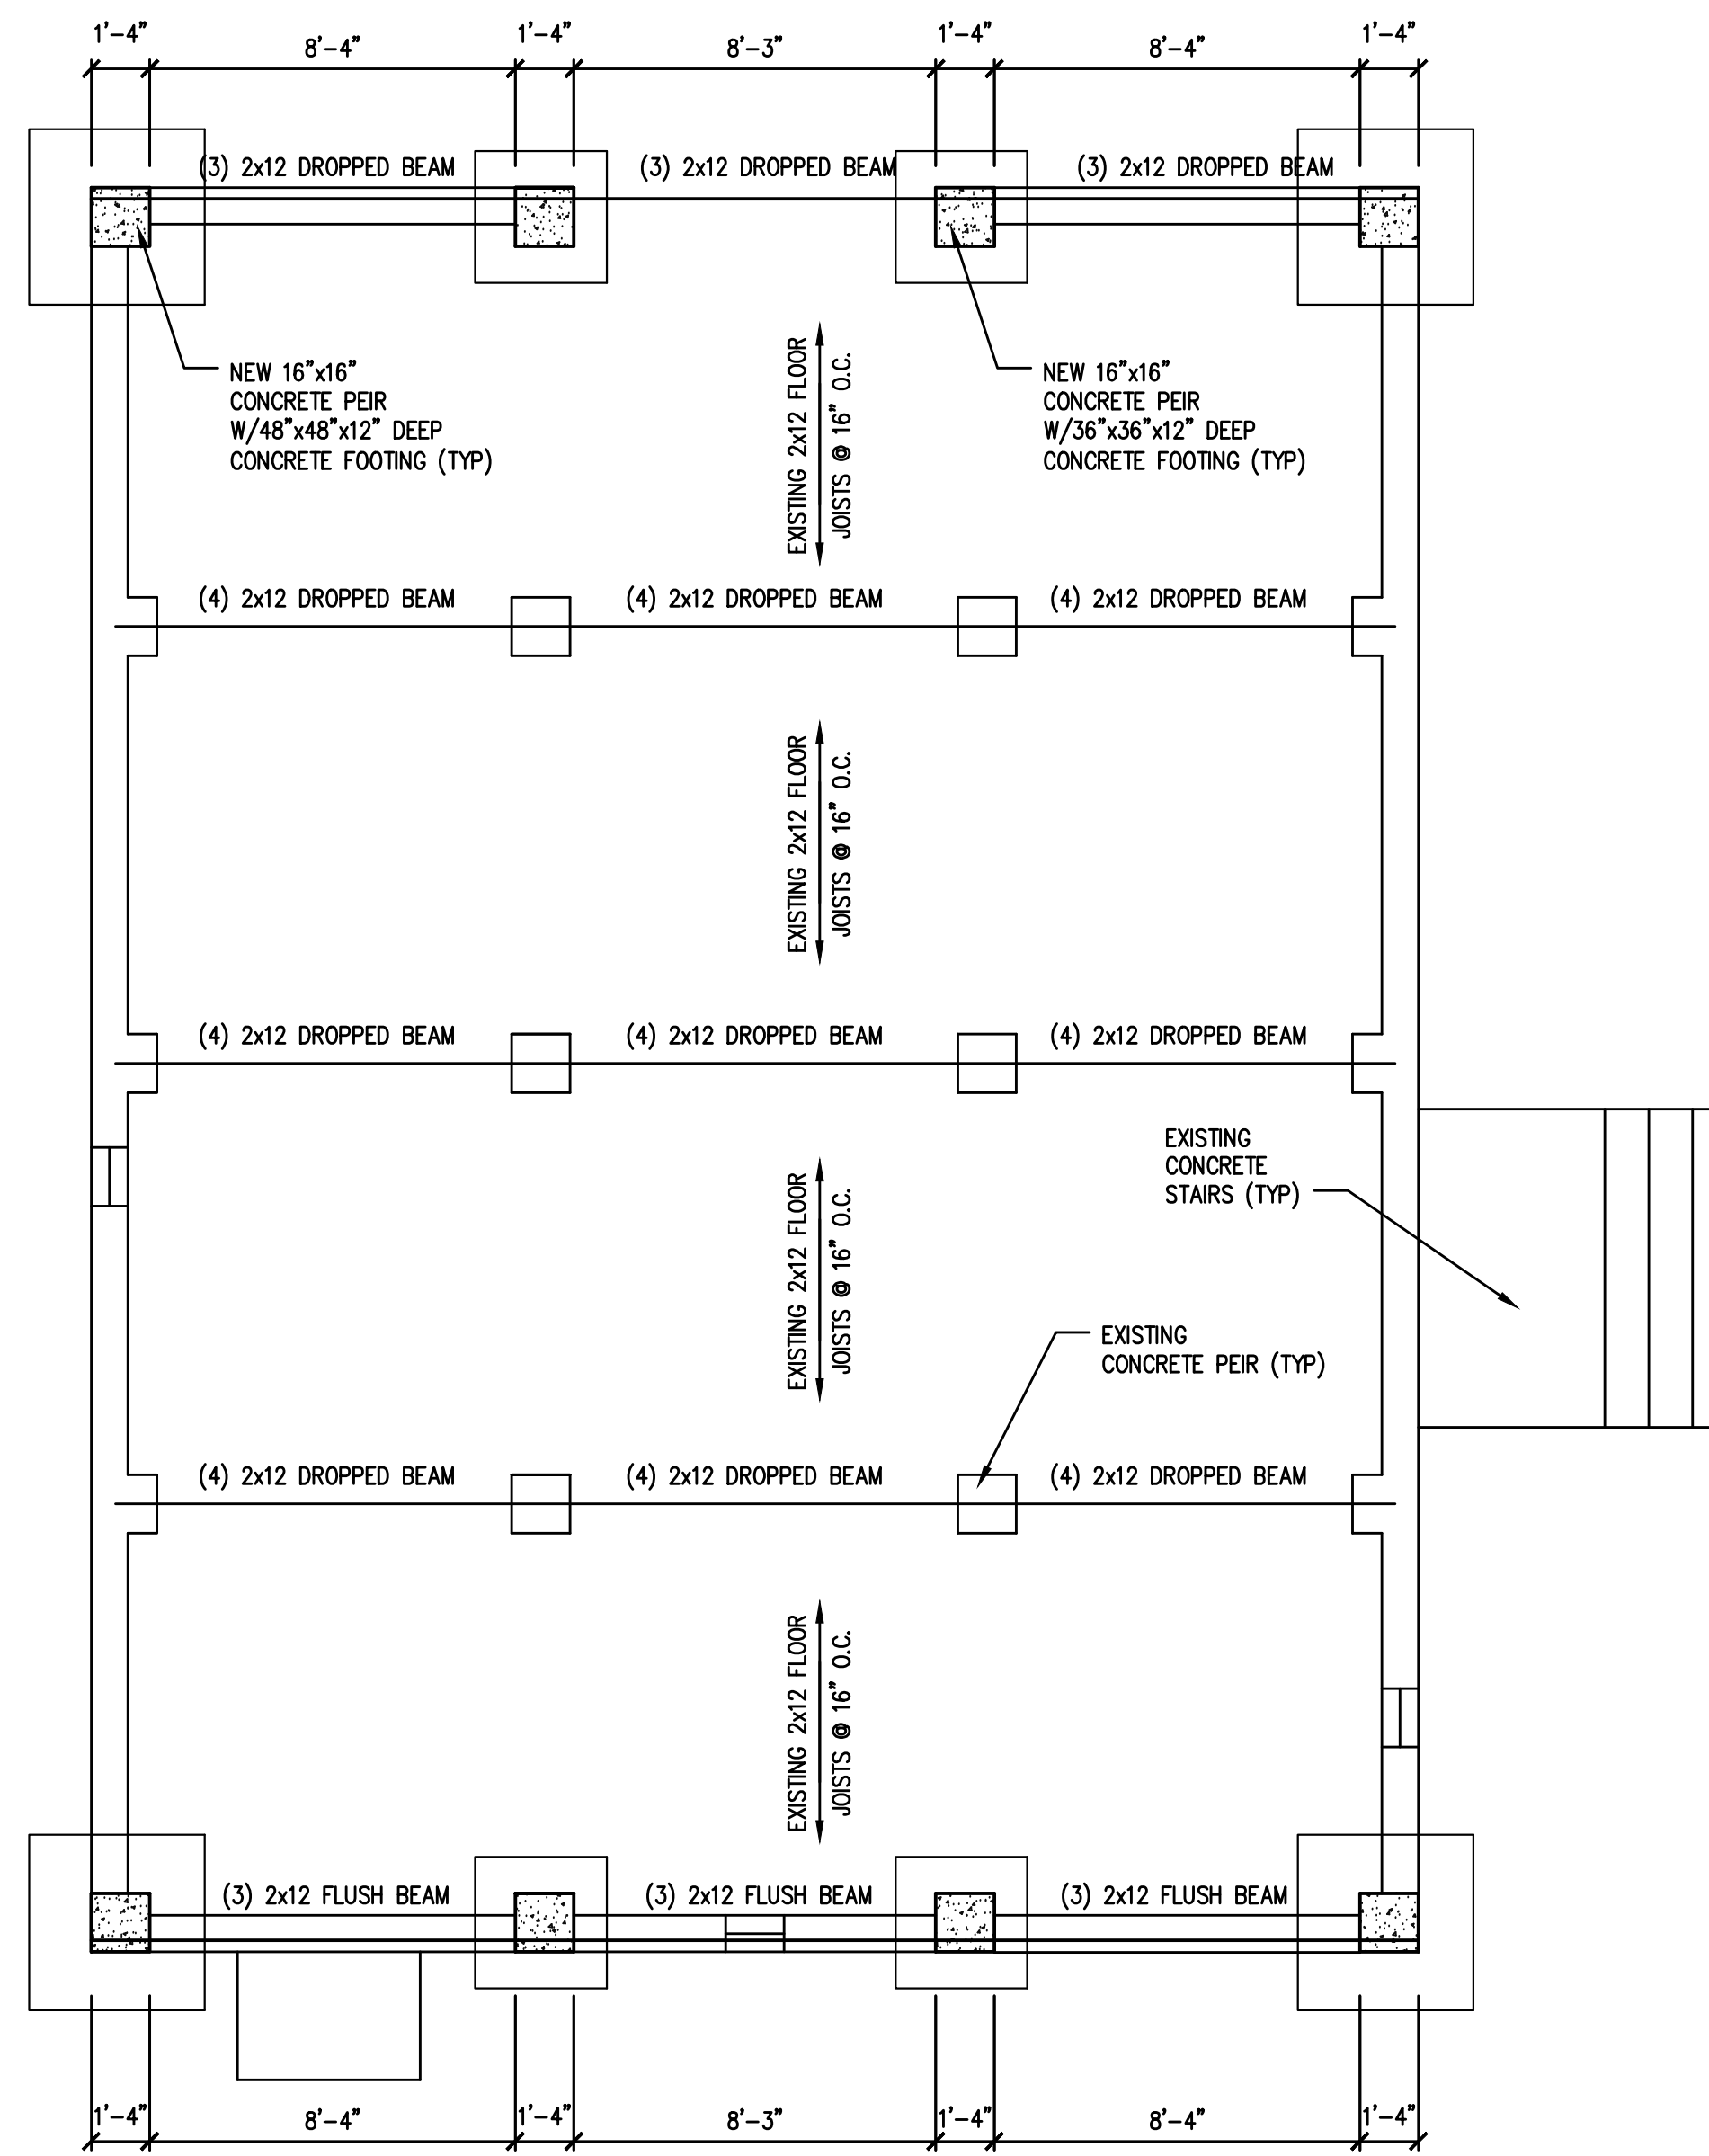 1'-4"
8'-4"
1'-4"
8'-3"
1'-4"
8'-4"
1'-4"
(3) 2x12 DROPPED BEAM
(3) 2x12 DROPPED BEAM
(3) 2x12 DROPPED BEAM
NEW 16"x16"
CONCRETE PEIR
W/48"x48"x12" DEEP
CONCRETE FOOTING (TYP)
EXISTING 2x12 FLOOR
JOISTS @ 16" O.C.
NEW 16"x16"
CONCRETE PEIR
W/36"x36"x12" DEEP
CONCRETE FOOTING (TYP)
(4) 2x12 DROPPED BEAM
(4) 2x12 DROPPED BEAM
(4) 2x12 DROPPED BEAM
EXISTING 2x12 FLOOR
JOISTS @ 16" O.C.
(4) 2x12 DROPPED BEAM
(4) 2x12 DROPPED BEAM
(4) 2x12 DROPPED BEAM
EXISTING
CONCRETE
STAIRS (TYP)
EXISTING 2x12 FLOOR
JOISTS @ 16" O.C.
EXISTING
CONCRETE PEIR (TYP)
(4) 2x12 DROPPED BEAM
(4) 2x12 DROPPED BEAM
(4) 2x12 DROPPED BEAM
EXISTING 2x12 FLOOR
JOISTS @ 16" O.C.
(3) 2x12 FLUSH BEAM
(3) 2x12 FLUSH BEAM
(3) 2x12 FLUSH BEAM
1'-4"
8'-4"
1'-4"
8'-3"
1'-4"
8'-4"
1'-4"